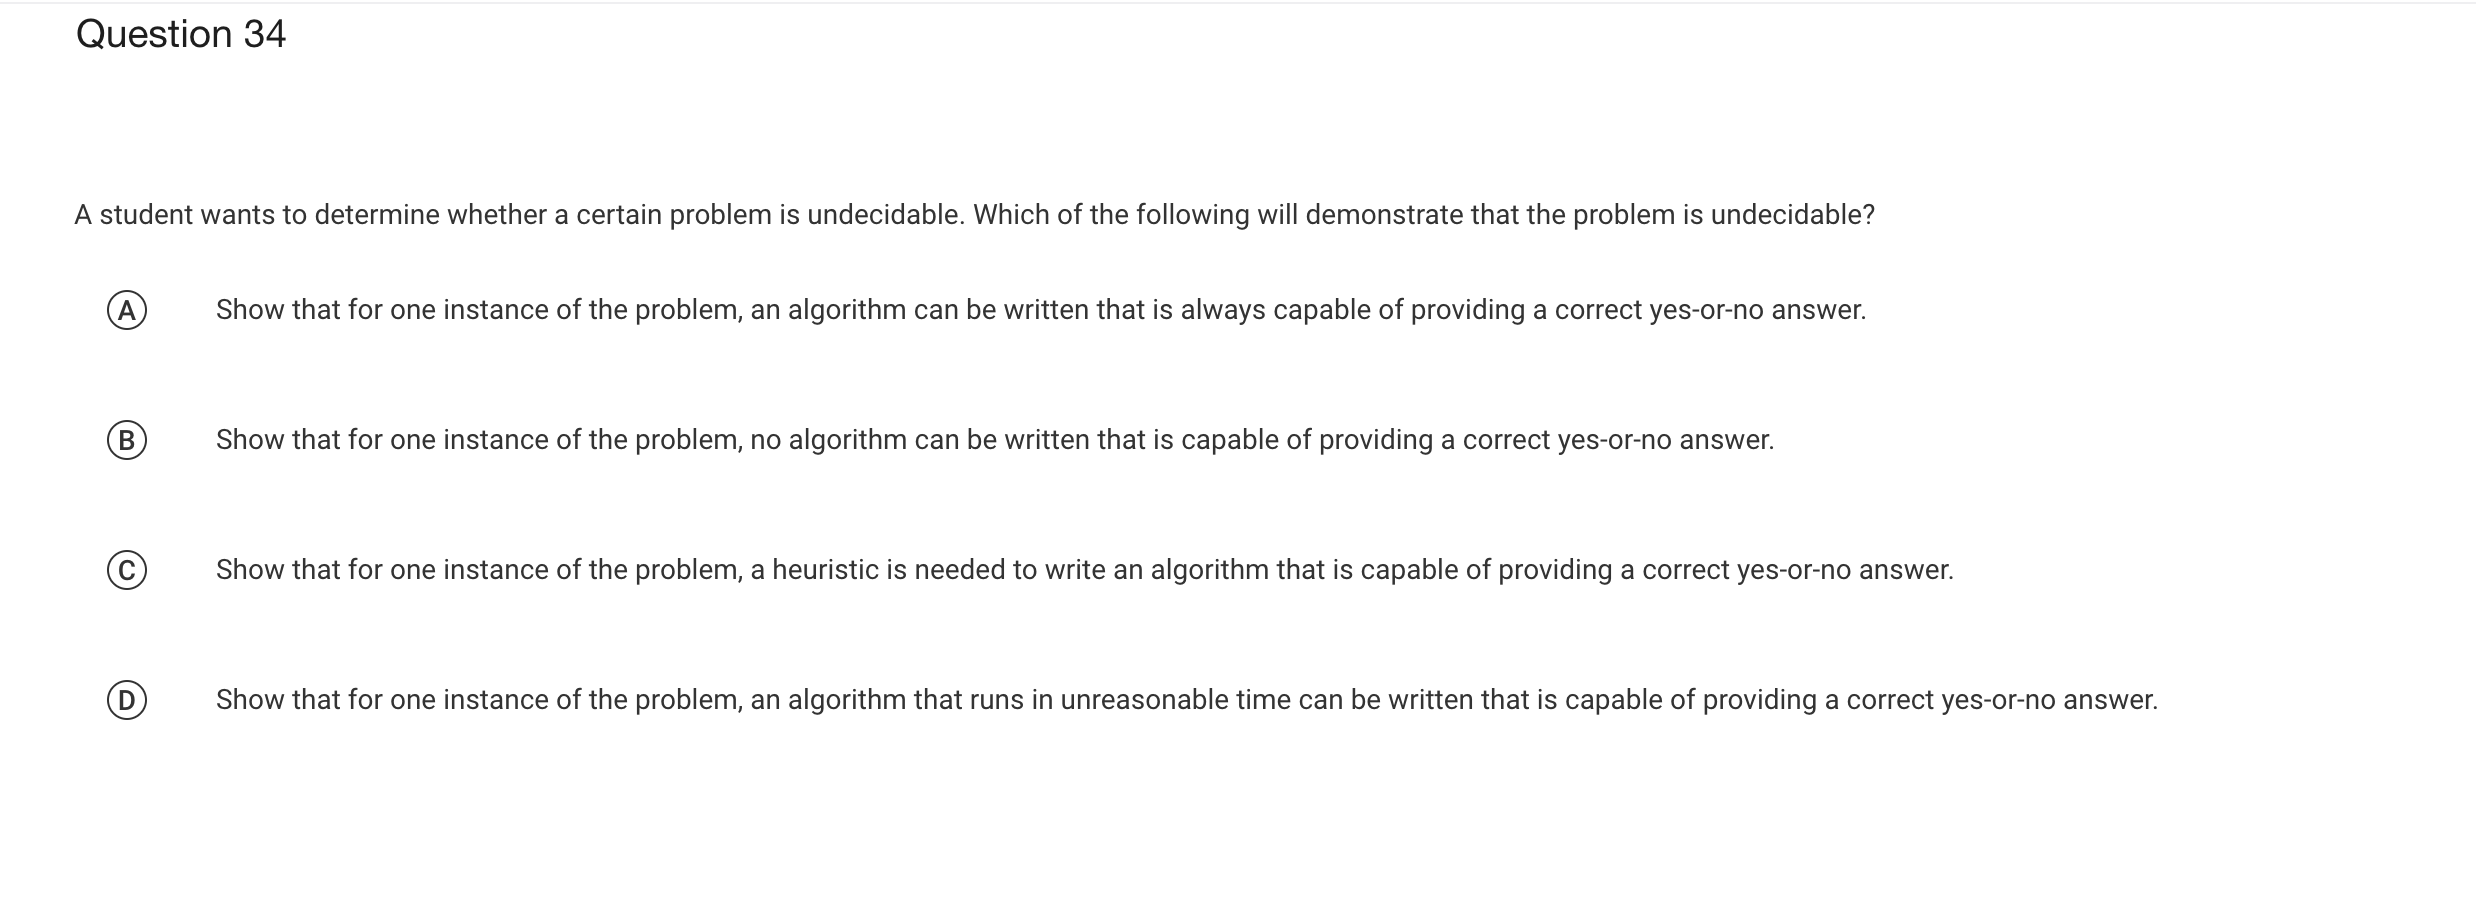 Question 34
A student wants to determine whether a certain problem is undecidable. Which of the following will demonstrate that the problem is undecidable?
A Show that for one instance of the problem, an algorithm can be written that is always capable of providing a correct yes-or-no answer.
B Show that for one instance of the problem, no algorithm can be written that is capable of providing a correct yes-or-no answer.
C Show that for one instance of the problem, a heuristic is needed to write an algorithm that is capable of providing a correct yes-or-no answer.
D Show that for one instance of the problem, an algorithm that runs in unreasonable time can be written that is capable of providing a correct yes-or-no answer.